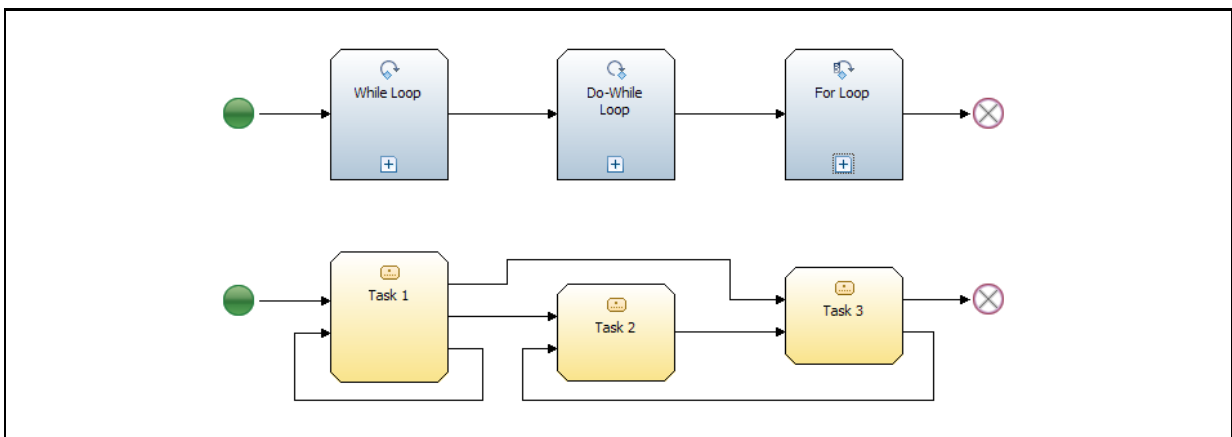 While Loop
Do-While
Loop
For Loop
Task 1
Task 2
Task 3